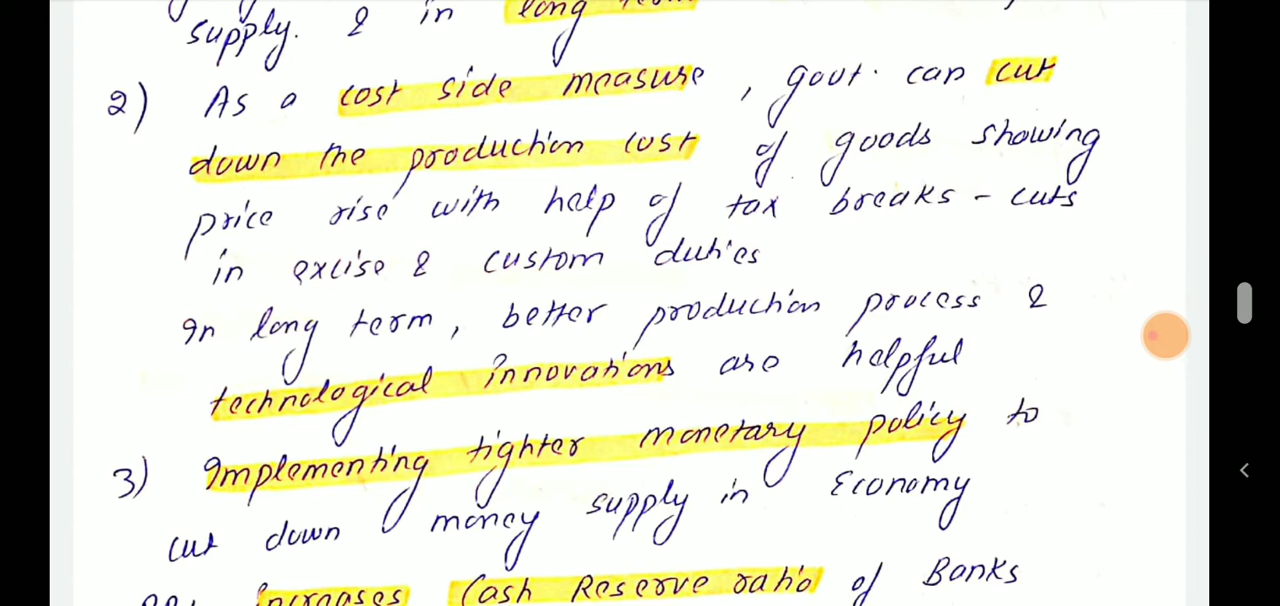 supply. & in long term
2) As a cost side measure, govt. can cut
down the production cost of goods showing
price rise with help of tax breaks - cuts
in excise & custom duties
In long term, better production process &
technological innovations are helpful
3) Implementing tighter monetary policy to
cut down money supply in Economy
Increases Cash Reserve ratio of Banks